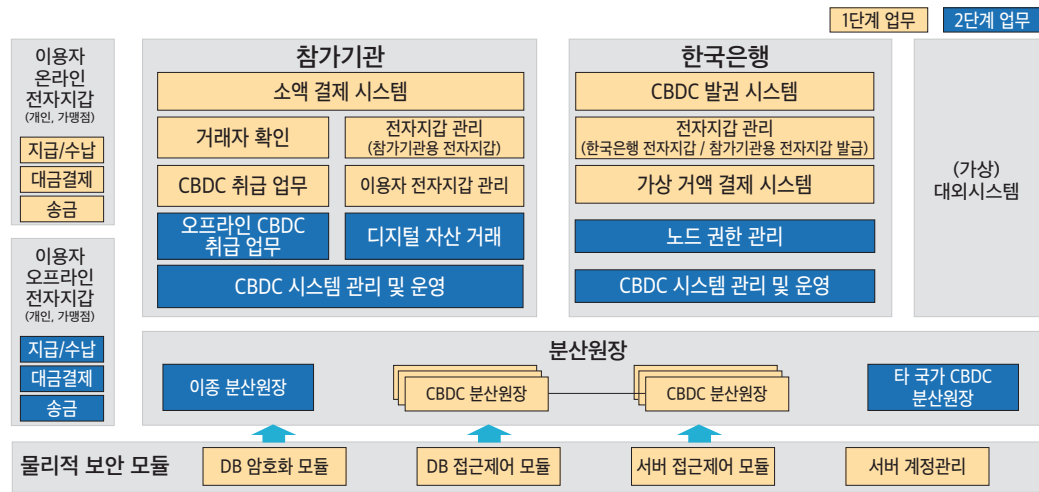 1단계 업무
2단계 업무
이용자
온라인
전자지갑
(개인, 가맹점)
지급/수납
대금결제
송금
이용자
오프라인
전자지갑
(개인, 가맹점)
지급/수납
대금결제
송금
참가기관
소액 결제 시스템
거래자 확인
전자지갑 관리
(참가기관용 전자지갑)
CBDC 취급 업무
이용자 전자지갑 관리
오프라인 CBDC
취급 업무
디지털 자산 거래
CBDC 시스템 관리 및 운영
한국은행
CBDC 발권 시스템
전자지갑 관리
(한국은행 전자지갑 / 참가기관용 전자지갑 발급)
가상 거액 결제 시스템
노드 권한 관리
CBDC 시스템 관리 및 운영
(가상)
대외시스템
분산원장
이종 분산원장
CBDC 분산원장
CBDC 분산원장
타 국가 CBDC
분산원장
물리적 보안 모듈
DB 암호화 모듈
DB 접근제어 모듈
서버 접근제어 모듈
서버 계정관리